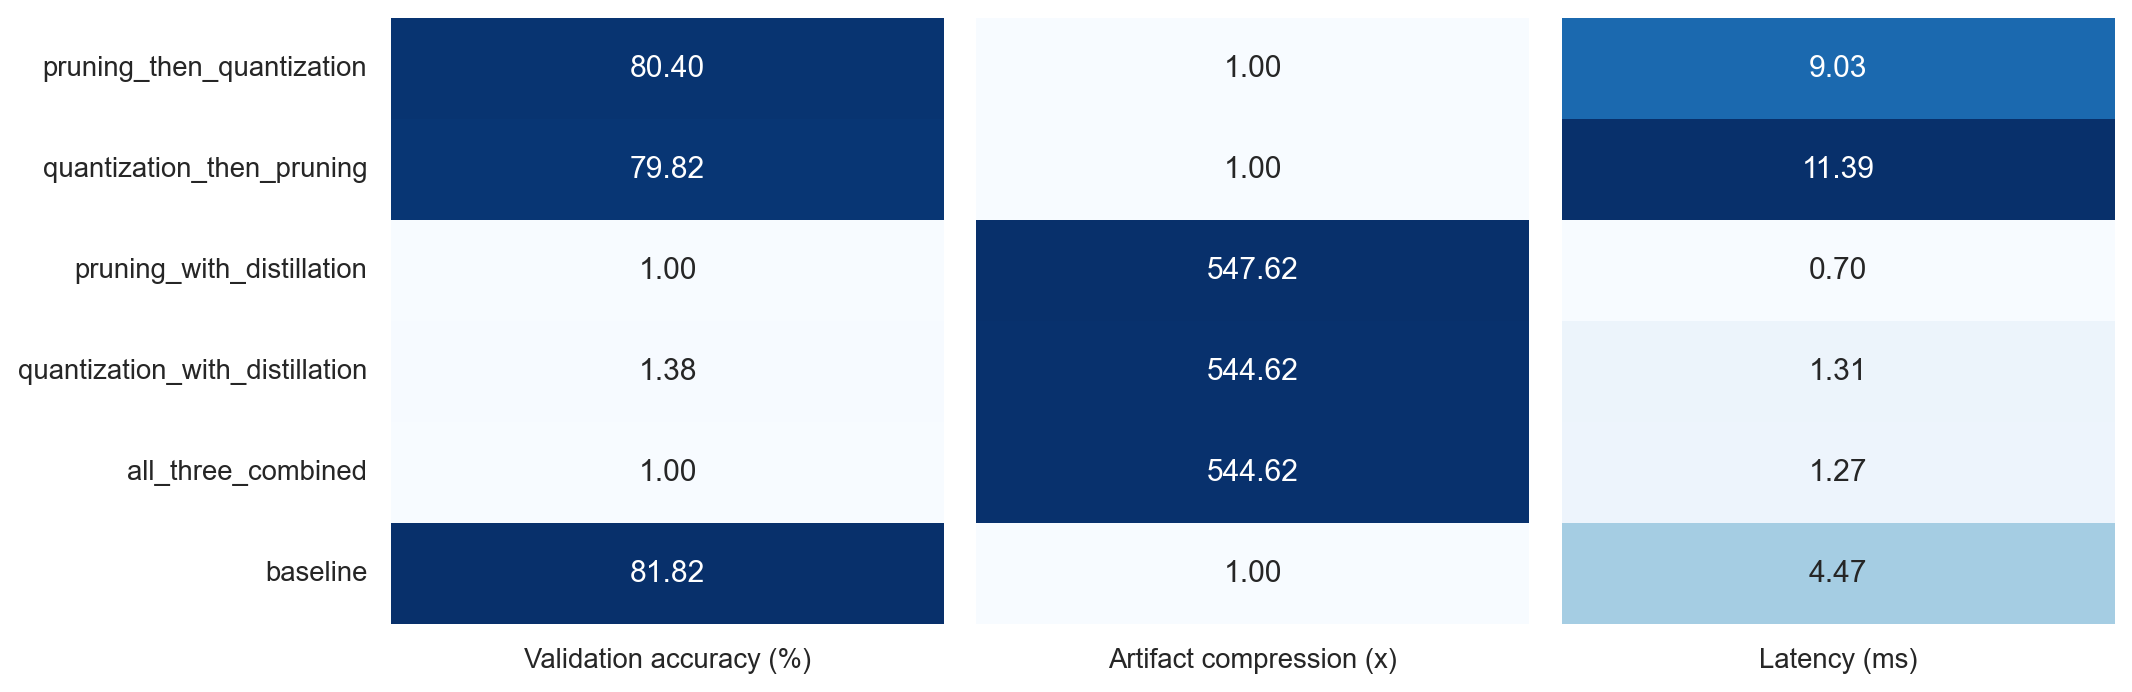 pruning_then_quantization 80.40 1.00 9.03
quantization_then_pruning 79.82 1.00 11.39
pruning_with_distillation 1.00 547.62 0.70
quantization_with_distillation 1.38 544.62 1.31
all_three_combined 1.00 544.62 1.27
baseline 81.82 1.00 4.47
Validation accuracy (%) Artifact compression (x) Latency (ms)